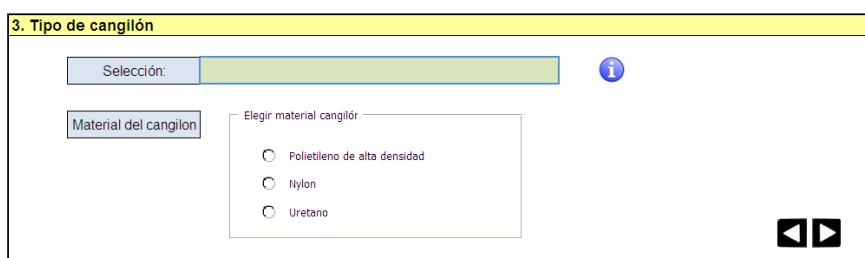 3. Tipo de cangilón
Selección:
Material del cangilon
Elegir material cangilór
Polietileno de alta densidad
Nylon
Uretano